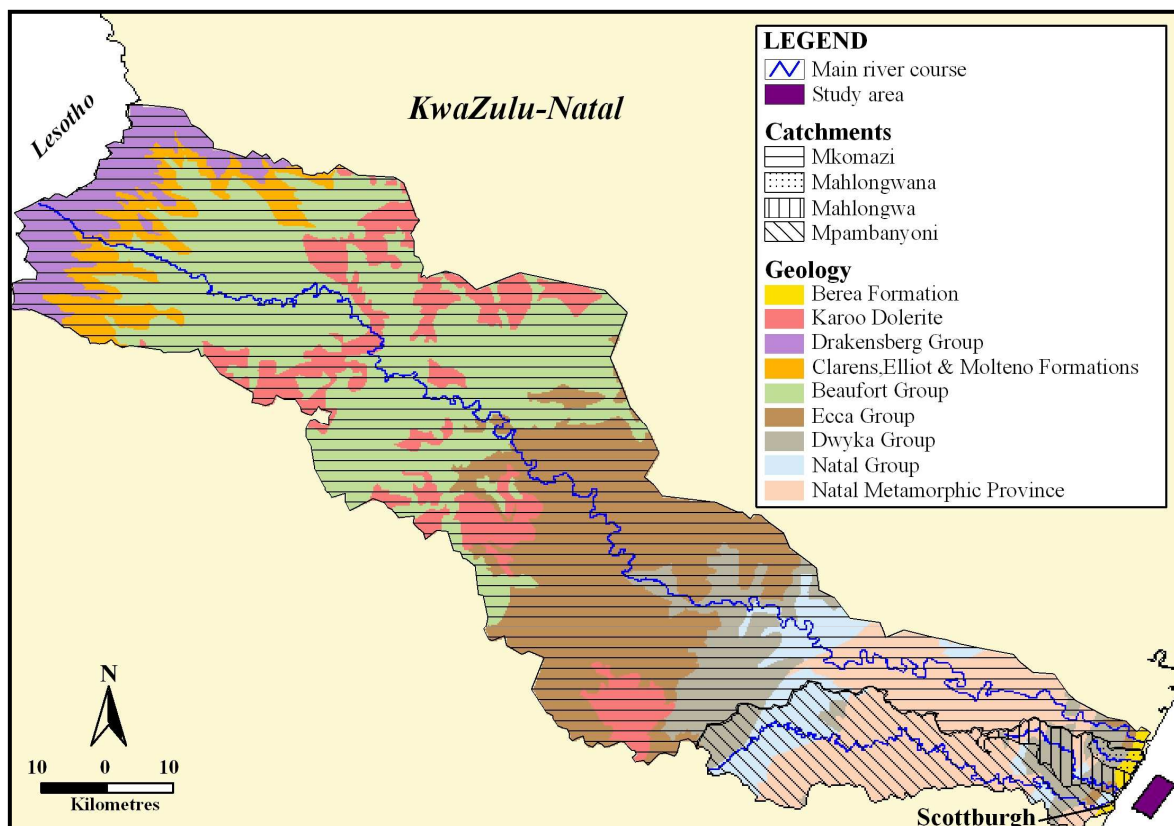 Lesotho
KwaZulu-Natal
LEGEND
Main river course
Study area
Catchments
Mkomazi
Mahlongwana
Mahlongwa
Mpambanyoni
Geology
Berea Formation
Karoo Dolerite
Drakensberg Group
Clarens,Elliot & Molteno Formations
Beaufort Group
Ecca Group
Dwyka Group
Natal Group
Natal Metamorphic Province
N
10 0 10
Kilometres
Scottburgh